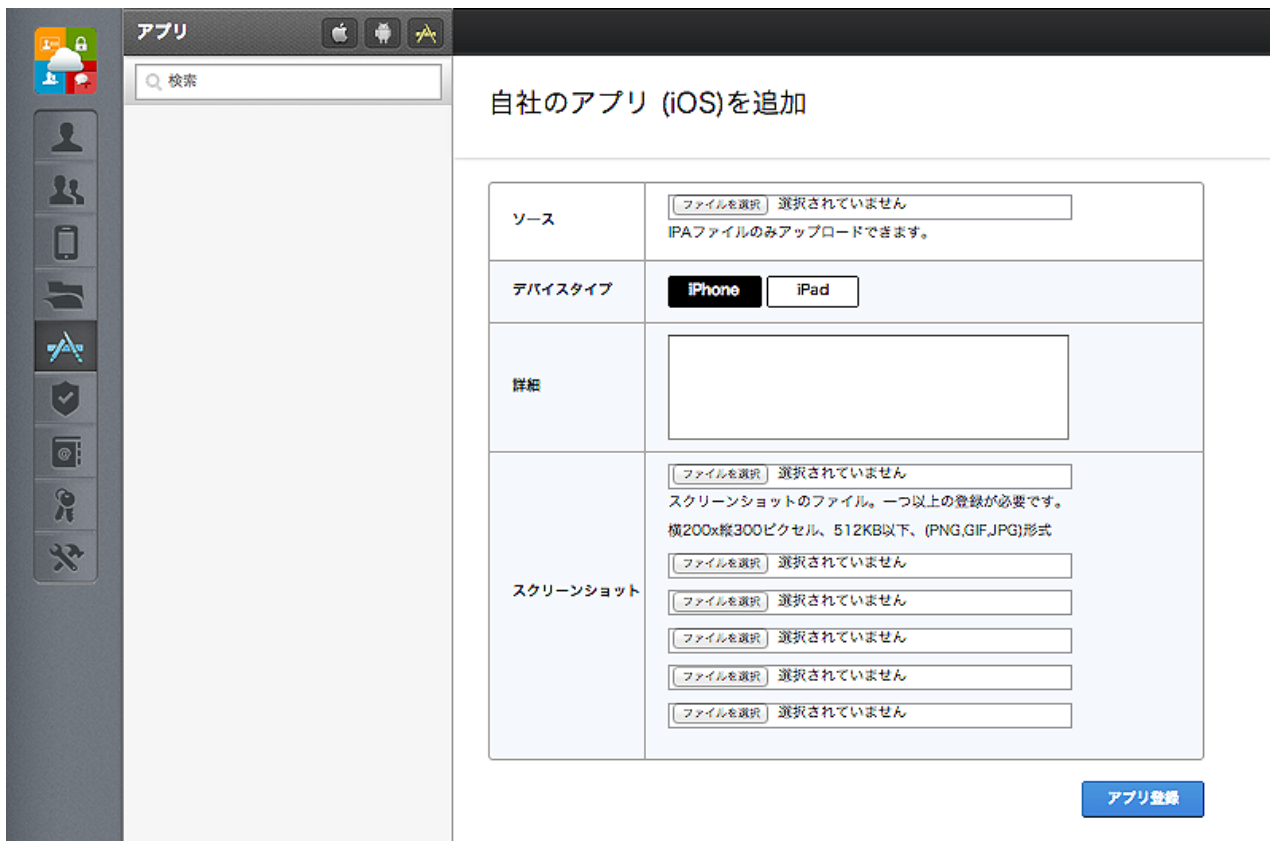 アプリ
検索
自社のアプリ (iOS)を追加
ソース
ファイルを選択 選択されていません
IPAファイルのみアップロードできます。
デバイスタイプ
iPhone iPad
詳細
スクリーンショット
ファイルを選択 選択されていません
スクリーンショットのファイル。一つ以上の登録が必要です。
横200x縦300ピクセル、512KB以下、(PNG,GIF,JPG)形式
ファイルを選択 選択されていません
ファイルを選択 選択されていません
ファイルを選択 選択されていません
ファイルを選択 選択されていません
ファイルを選択 選択されていません
アプリ登録